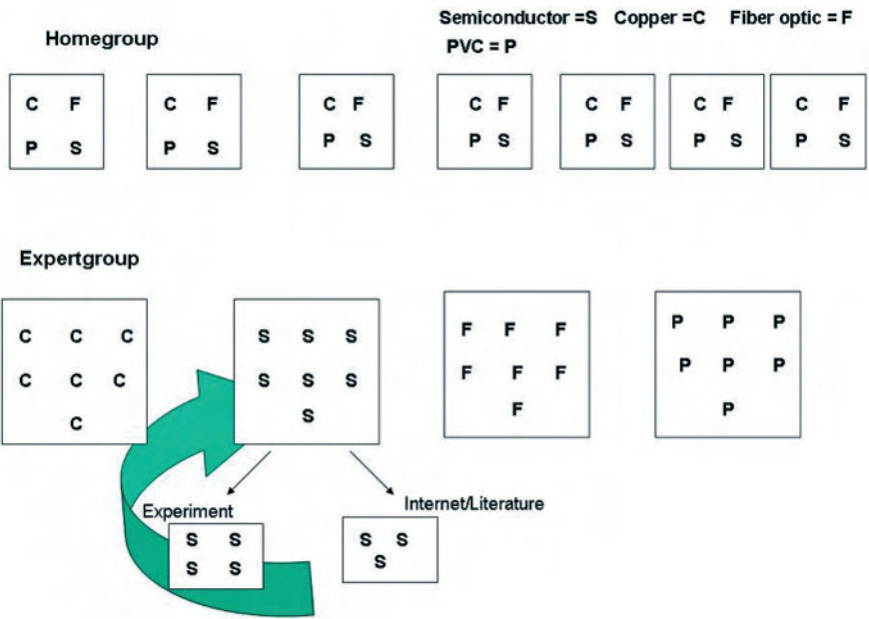 Semiconductor =S Copper =C Fiber optic = F
Homegroup
PVC = P
C F C F C F C F C F C F C F
P S P S P S P S P S P S P S
Expertgroup
C C C S S S F F F P P P
C C C S S S F F F P P P
C S F P
Experiment Internet/Literature
S S S S
S S S